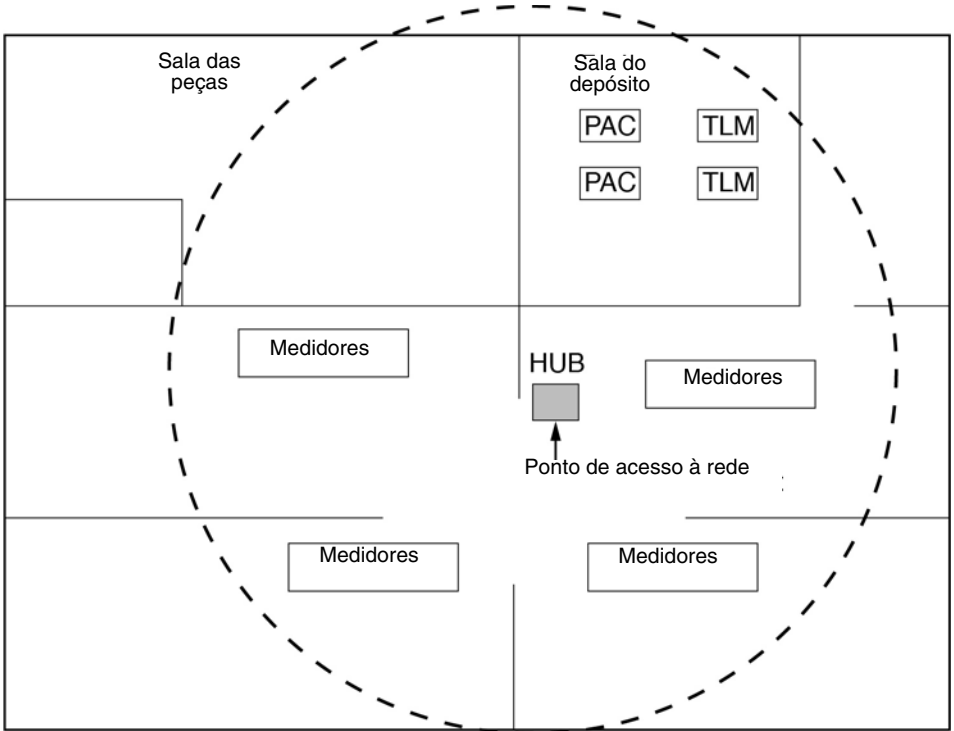 Sala das
peças
Sala do
depósito
PAC
TLM
PAC
TLM
Medidores
HUB
Medidores
Ponto de acesso à rede
Medidores
Medidores